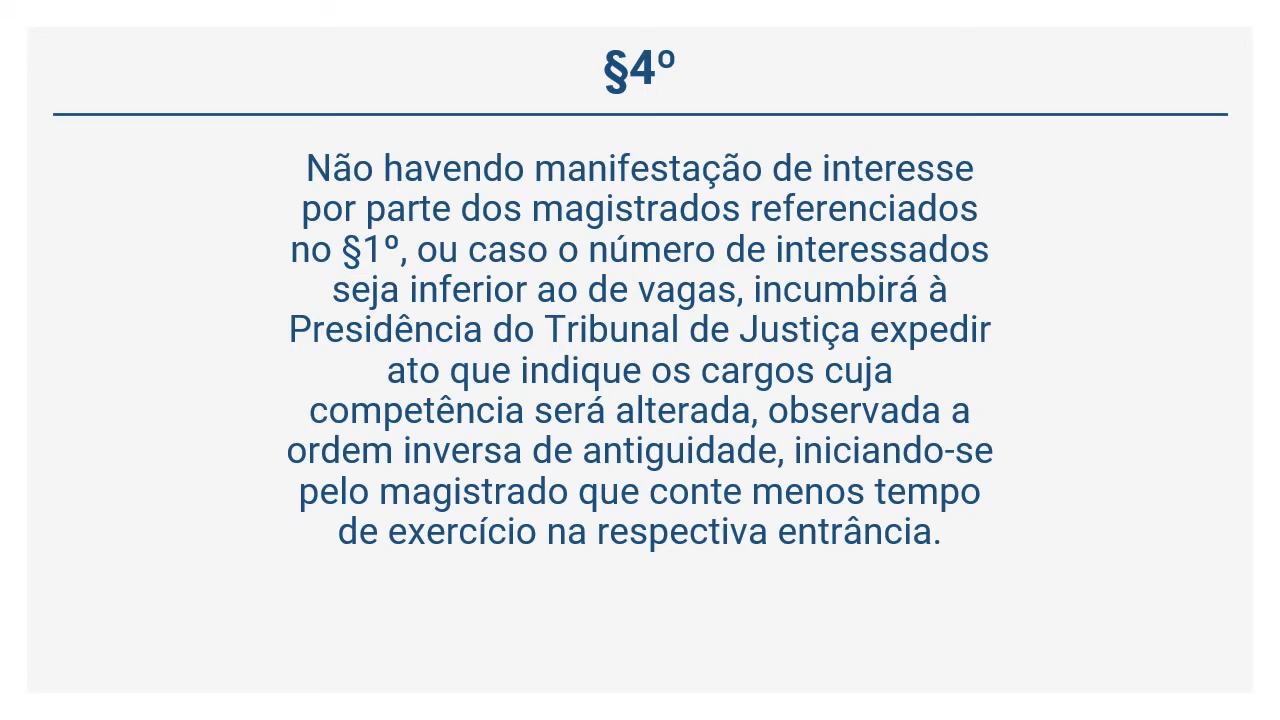 §4º
Não havendo manifestação de interesse
por parte dos magistrados referenciados
no §1º, ou caso o número de interessados
seja inferior ao de vagas, incumbirá à
Presidência do Tribunal de Justiça expedir
ato que indique os cargos cuja
competência será alterada, observada a
ordem inversa de antiguidade, iniciando-se
pelo magistrado que conte menos tempo
de exercício na respectiva entrância.